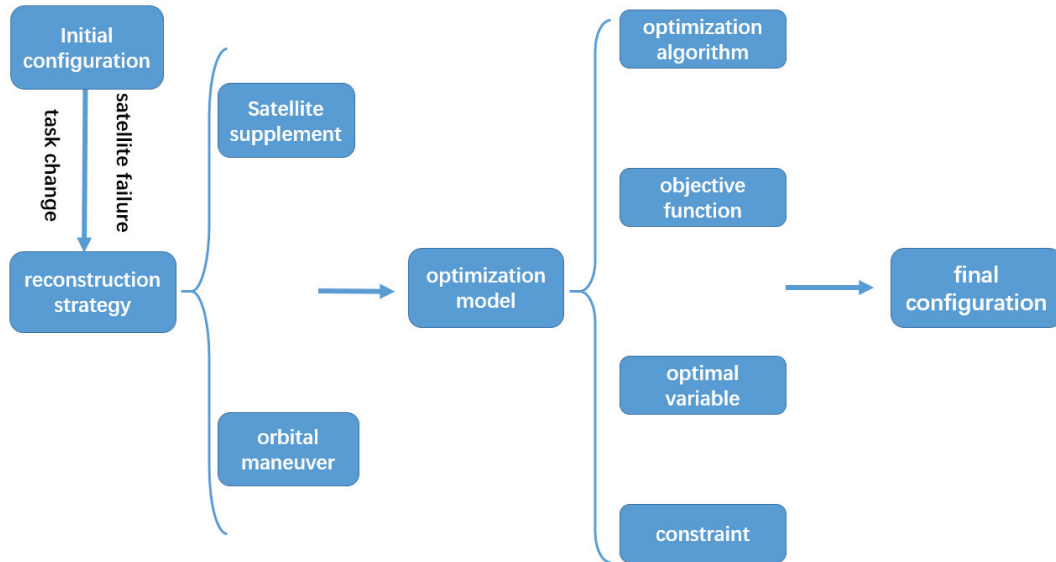 Initial
configuration
task change
satellite failure
reconstruction
strategy
Satellite
supplement
orbital
maneuver
optimization
model
optimization
algorithm
objective
function
optimal
variable
constraint
final
configuration